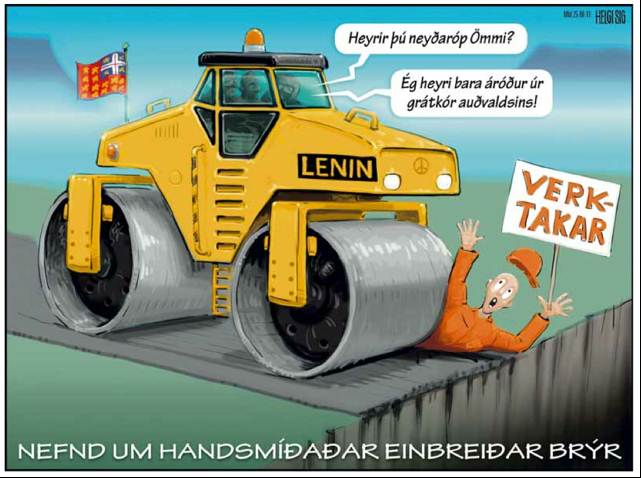 HELGI SIG
Heyrir þú neyðaróp Ömmi?
Ég heyri bara áróður úr
grátkór auðvaldsins!
LENIN
VERK-
TAKAR
NEFND UM HANDSMÍÐAÐAR EINBREIÐAR BRÝR